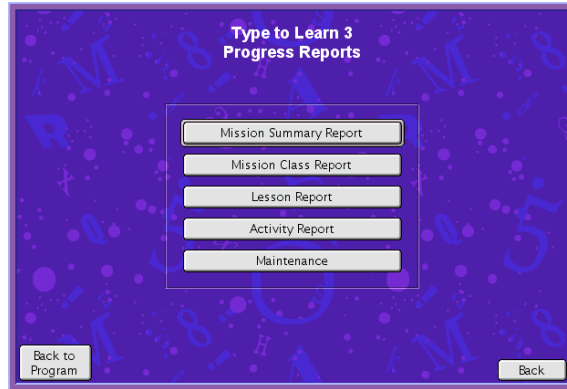 Type to Learn 3
Progress Reports
Mission Summary Report
Mission Class Report
Lesson Report
Activity Report
Maintenance
Back to
Program
Back